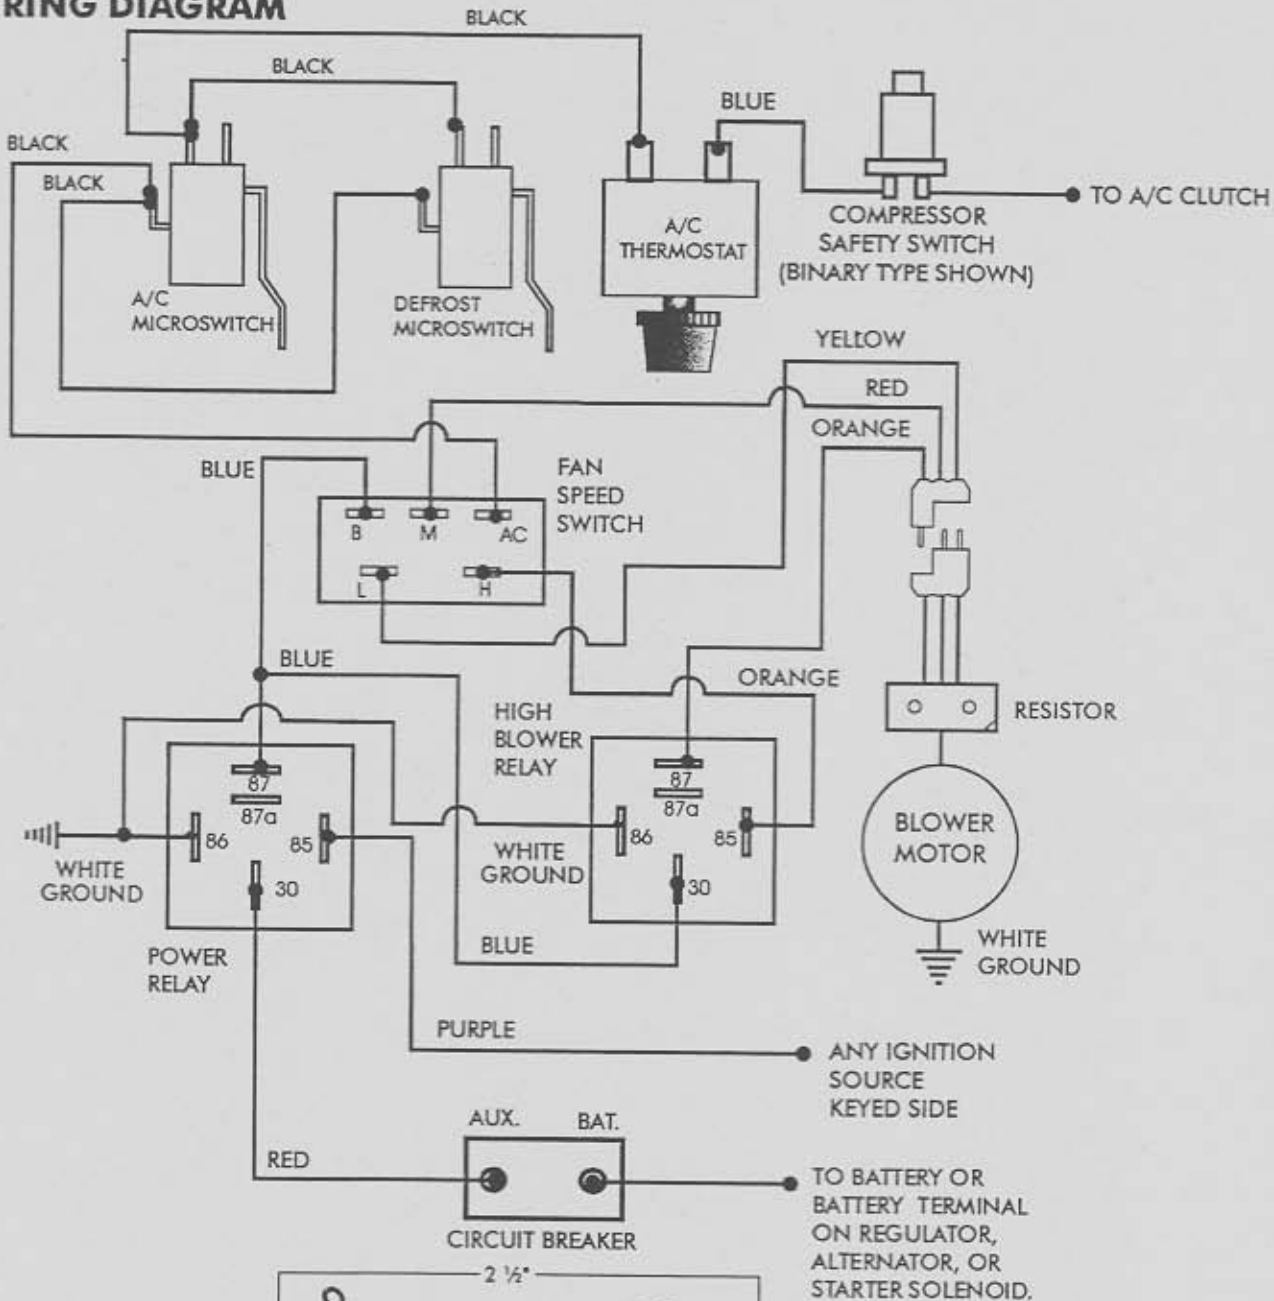 RING DIAGRAM
BLACK
BLACK
BLUE
BLACK
BLACK
TO A/C CLUTCH
A/C
THERMOSTAT
COMPRESSOR
SAFETY SWITCH
(BINARY TYPE SHOWN)
A/C
MICROSWITCH
DEFROST
MICROSWITCH
YELLOW
RED
ORANGE
BLUE
FAN
SPEED
SWITCH
B
M
AC
L
H
BLUE
ORANGE
HIGH
BLOWER
RELAY
RESISTOR
87
87a
86
85
30
87
87a
86
85
30
BLOWER
MOTOR
WHITE
GROUND
WHITE
GROUND
BLUE
WHITE
GROUND
POWER
RELAY
PURPLE
ANY IGNITION
SOURCE
KEYED SIDE
AUX.
BAT.
RED
TO BATTERY OR
BATTERY TERMINAL
ON REGULATOR,
ALTERNATOR, OR
STARTER SOLENOID.
CIRCUIT BREAKER
2 ½"